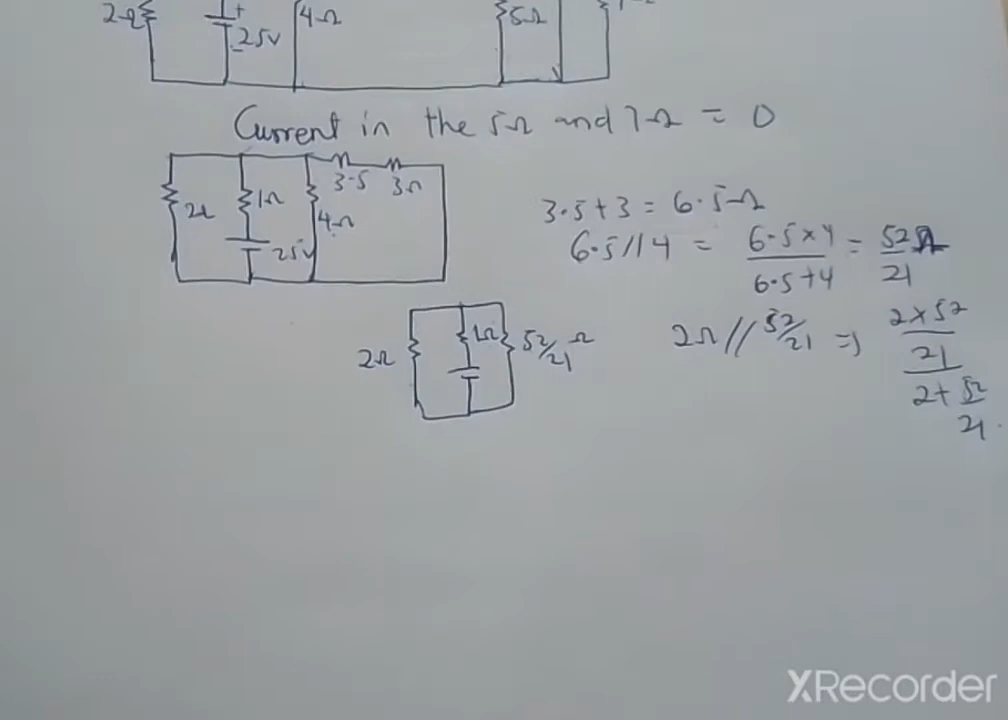 2Ω 25V 4Ω 5Ω
Current in the 5Ω and 7Ω = 0
2Ω 1Ω 25V 4Ω 3.5 3Ω
3.5 + 3 = 6.5Ω
6.5//4 = 6.5×4/6.5+4 = 52/21 Ω
2Ω 1Ω 52/21 Ω
2Ω // 52/21 => 2×52/21 / 2+52/21
XRecorder